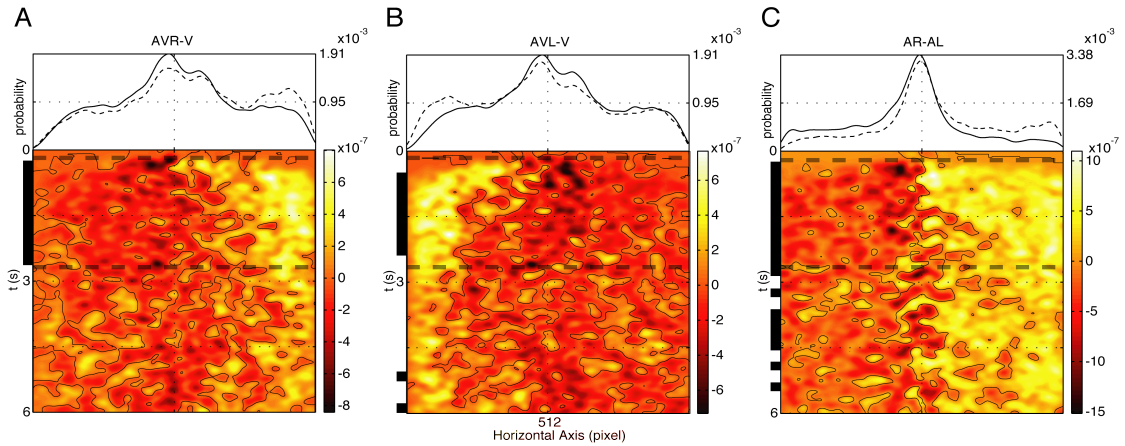 A
B
C
AVR-V
AVL-V
AR-AL
x10⁻³
x10⁻³
x10⁻³
1.91
1.91
3.38
probability
probability
probability
0.95
0.95
1.69
0
0
0
x10⁻⁷
x10⁻⁷
x10⁻⁷
6
4
2
0
-2
-4
-6
-8
6
4
2
0
-2
-4
-6
10
5
0
-5
-10
-15
t (s)
t (s)
t (s)
3
3
3
6
6
6
512
Horizontal Axis (pixel)